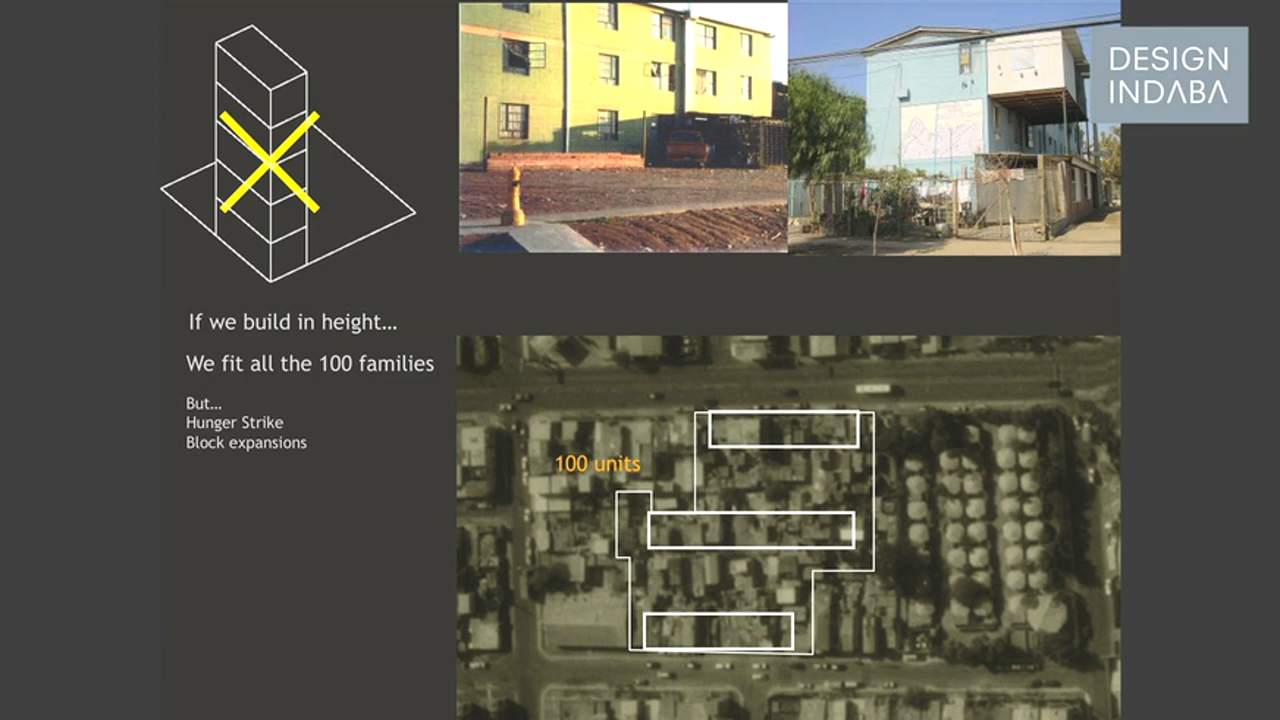 DESIGN
INDABA
If we build in height...
We fit all the 100 families
But...
Hunger Strike
Block expansions
100 units